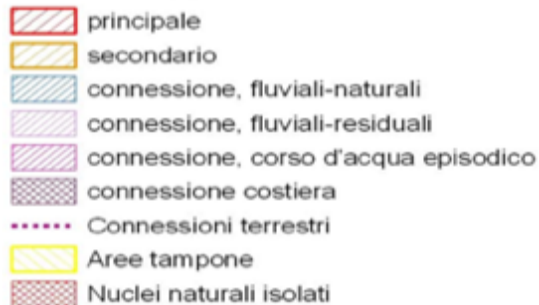 principale
secondario
connessione, fluviali-naturali
connessione, fluviali-residuali
connessione, corso d'acqua episodico
connessione costiera
Connessioni terrestri
Aree tampone
Nuclei naturali isolati